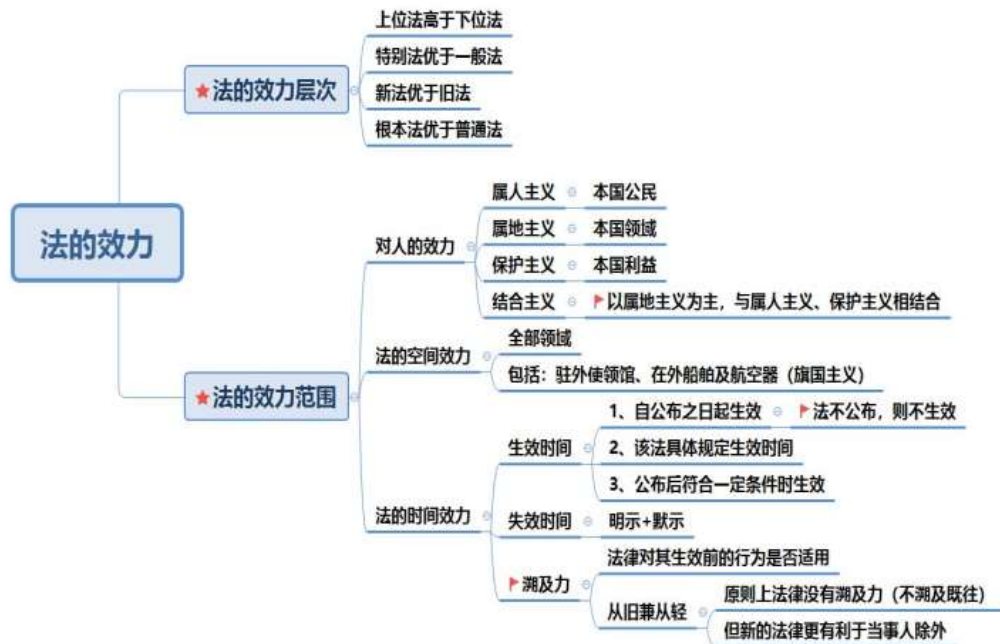 法的效力
法的效力层次
上位法高于下位法
特别法优于一般法
新法优于旧法
根本法优于普通法
法的效力范围
对人的效力
属人主义
本国公民
属地主义
本国领域
保护主义
本国利益
结合主义
以属地主义为主，与属人主义、保护主义相结合
法的空间效力
全部领域
包括：驻外使领馆、在外船舶及航空器（旗国主义）
法的时间效力
生效时间
1、自公布之日起生效
法不公布，则不生效
2、该法具体规定生效时间
3、公布后符合一定条件时生效
失效时间
明示+默示
溯及力
法律对其生效前的行为是否适用
从旧兼从轻
原则上法律没有溯及力（不溯及既往）
但新的法律更有利于当事人除外